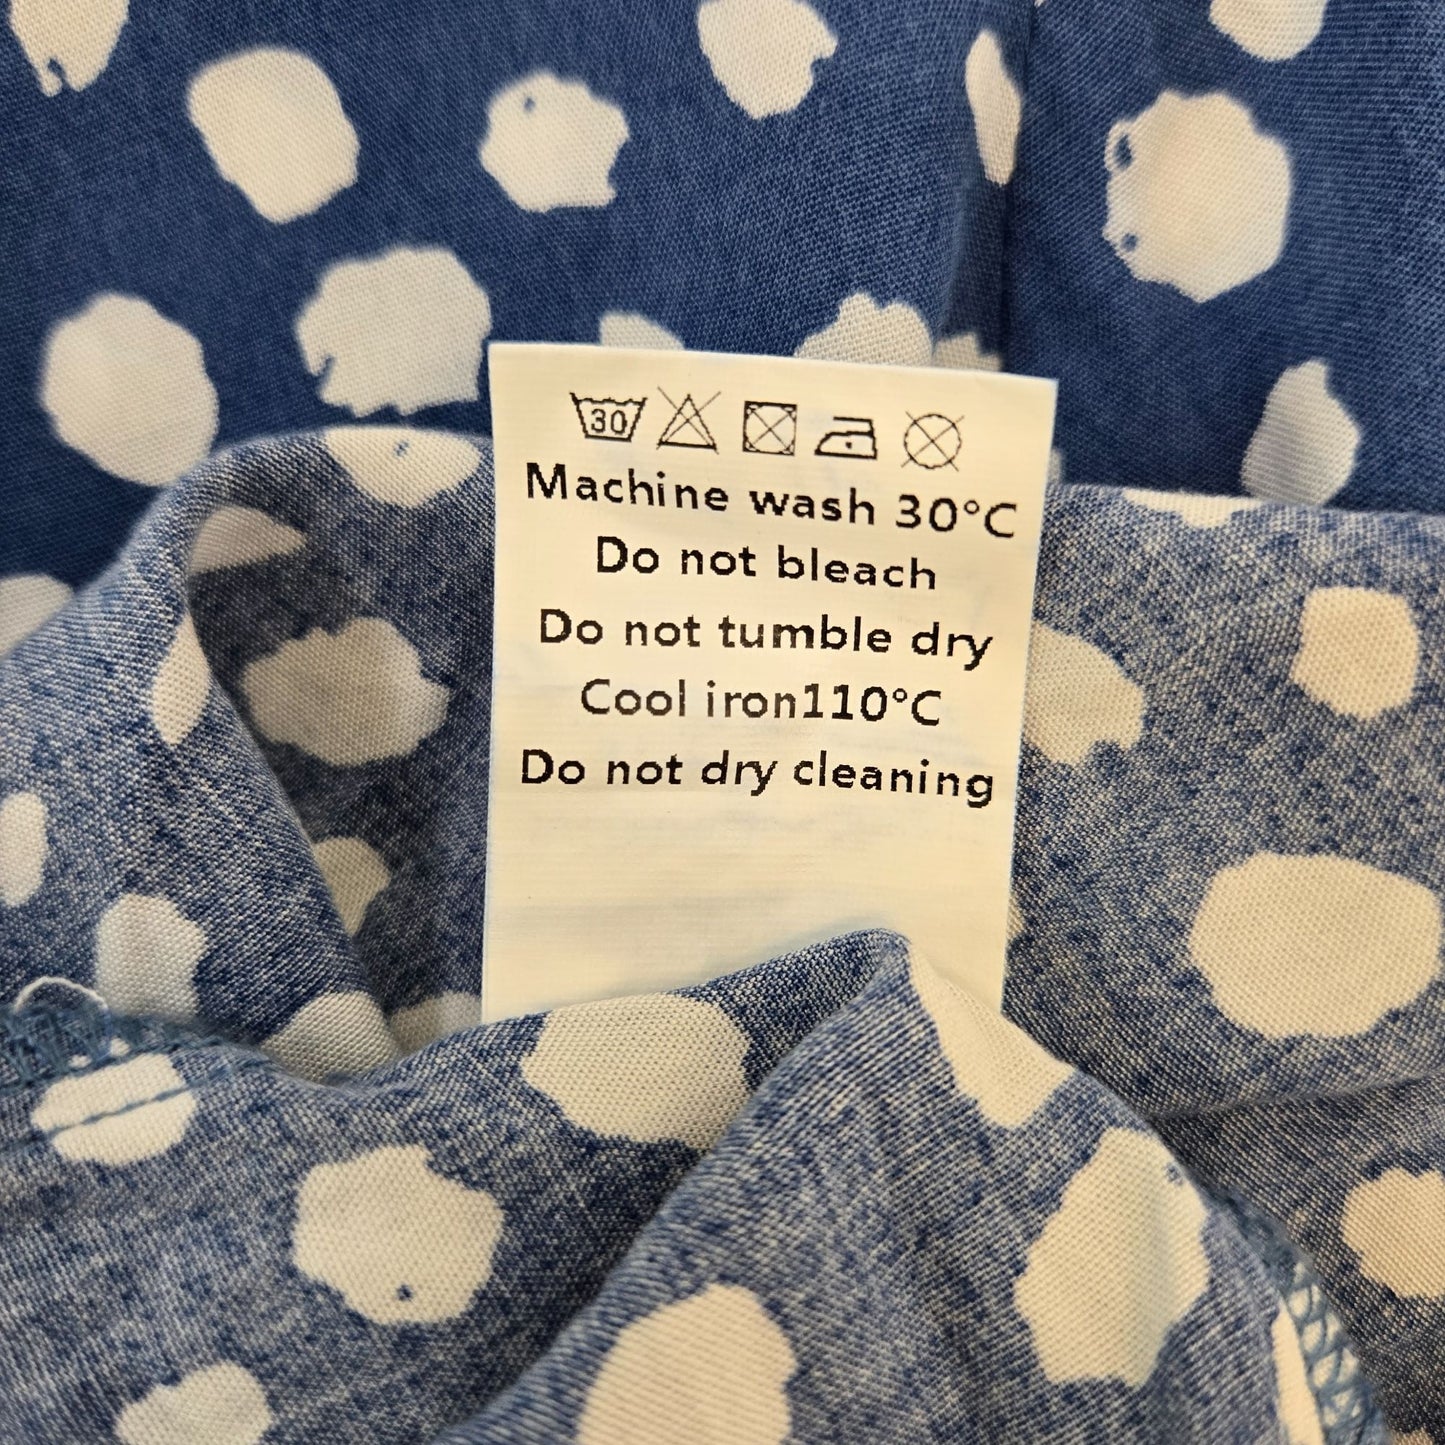 30
Machine wash 30°C
Do not bleach
Do not tumble dry
Cool iron110°C
Do not dry cleaning